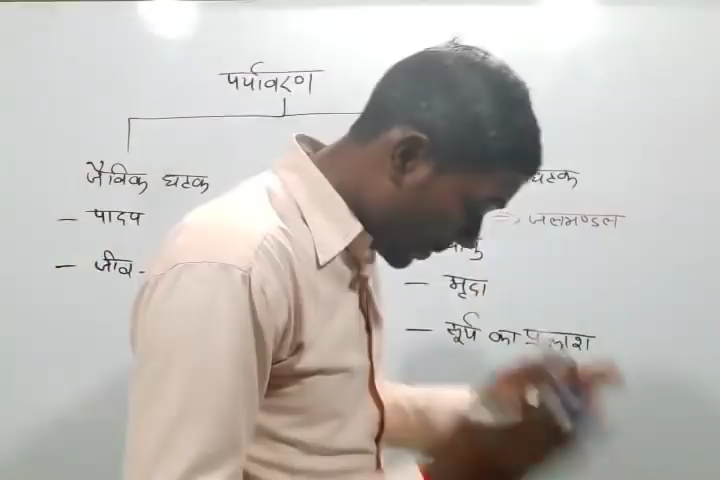 पर्यावरण
जैविक घटक
घटक
– पादप
⇒ जलमण्डल
– जीव -
वायु
– मृदा
– सूर्य का प्रकाश